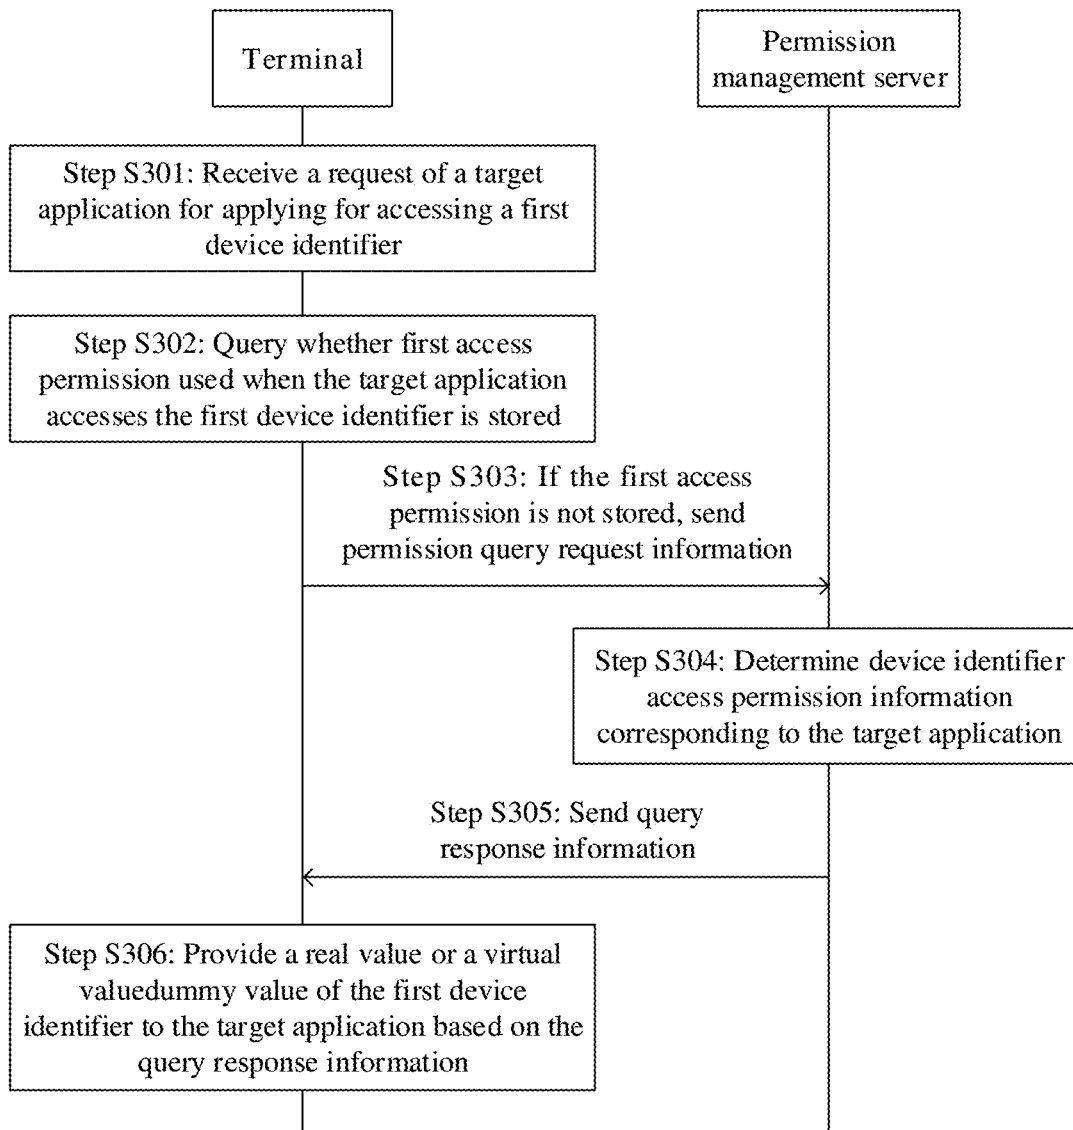 Terminal
Permission
management server
Step S301: Receive a request of a target
application for applying for accessing a first
device identifier
Step S302: Query whether first access
permission used when the target application
accesses the first device identifier is stored
Step S303: If the first access
permission is not stored, send
permission query request information
Step S304: Determine device identifier
access permission information
corresponding to the target application
Step S305: Send query
response information
Step S306: Provide a real value or a virtual
valuedummy value of the first device
identifier to the target application based on the
query response information